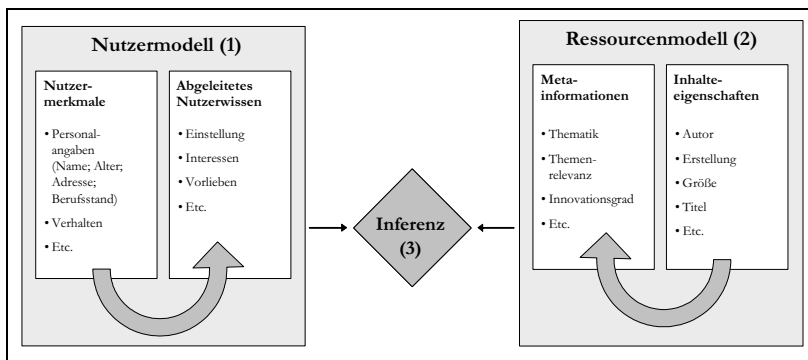 Nutzermodell (1)
Nutzer-
merkmale
• Personal-
angaben
(Name; Alter;
Adresse;
Berufsstand)
• Verhalten
• Etc.
Abgeleitetes
Nutzerwissen
• Einstellung
• Interessen
• Vorlieben
• Etc.
Inferenz
(3)
Ressourcenmodell (2)
Meta-
informationen
• Thematik
• Themen-
relevanz
• Innovationsgrad
• Etc.
Inhalte-
eigenschaften
• Autor
• Erstellung
• Größe
• Titel
• Etc.